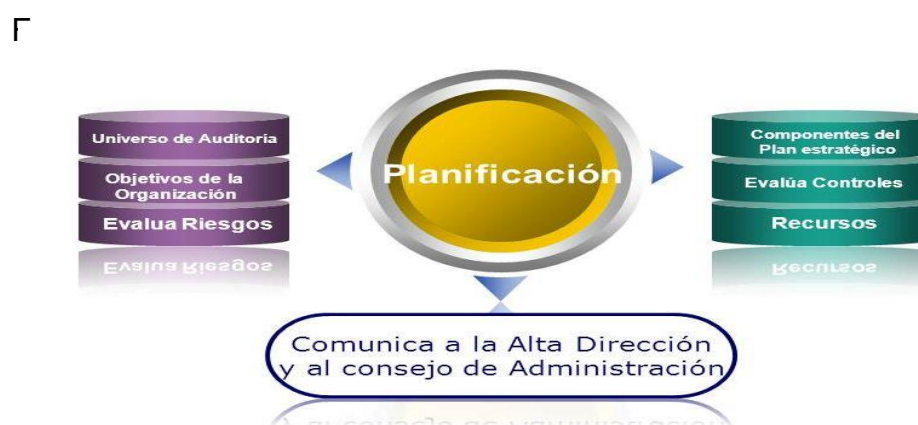 Universo de Auditoria
Objetivos de la
Organización
Evalua Riesgos
Planificación
Componentes del
Plan estratégico
Evalúa Controles
Recursos
Comunica a la Alta Dirección
y al consejo de Administración